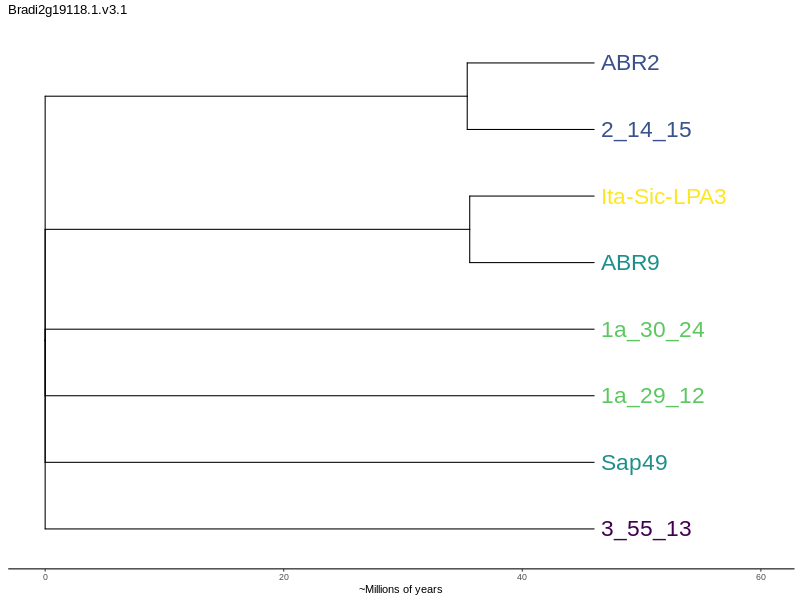 Bradi2g19118.1.v3.1
ABR2
2_14_15
Ita-Sic-LPA3
ABR9
1a_30_24
1a_29_12
Sap49
3_55_13
0 20 40 60
~Millions of years